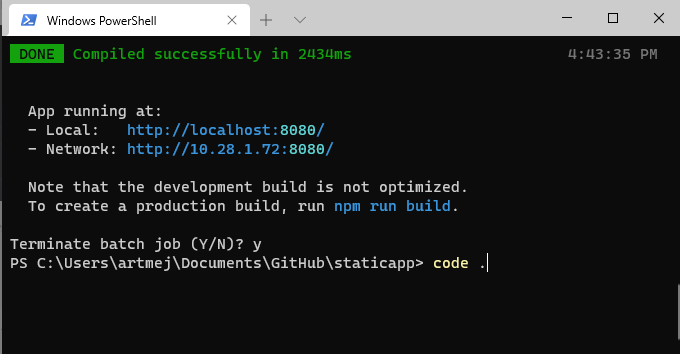 Windows PowerShell
DONE Compiled successfully in 2434ms 4:43:35 PM
App running at:
- Local: http://localhost:8080/
- Network: http://10.28.1.72:8080/
Note that the development build is not optimized.
To create a production build, run npm run build.
Terminate batch job (Y/N)? y
PS C:\Users\artmej\Documents\GitHub\staticapp> code .